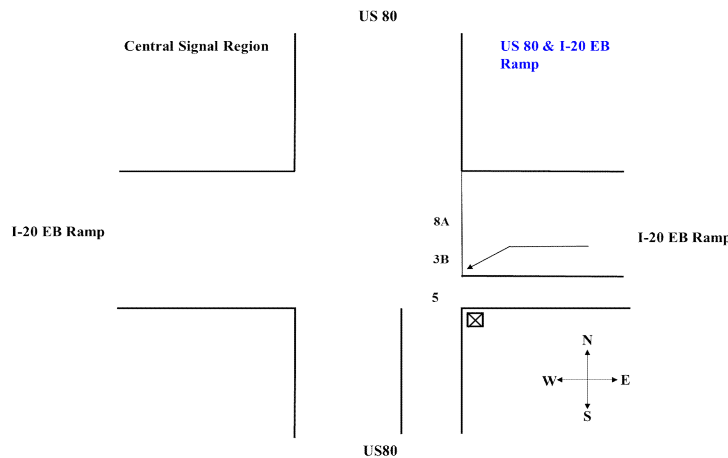 US 80
Central Signal Region
US 80 & I-20 EB
Ramp
8A
I-20 EB Ramp
I-20 EB Ramp
3B
5
N
W
E
S
US80